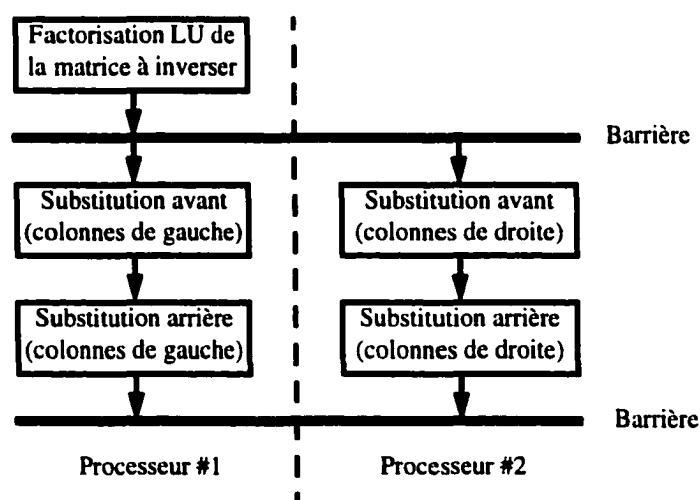 Factorisation LU de
la matrice à inverser
Barrière
Substitution avant
(colonnes de gauche)
Substitution avant
(colonnes de droite)
Substitution arrière
(colonnes de gauche)
Substitution arrière
(colonnes de droite)
Barrière
Processeur #1
Processeur #2